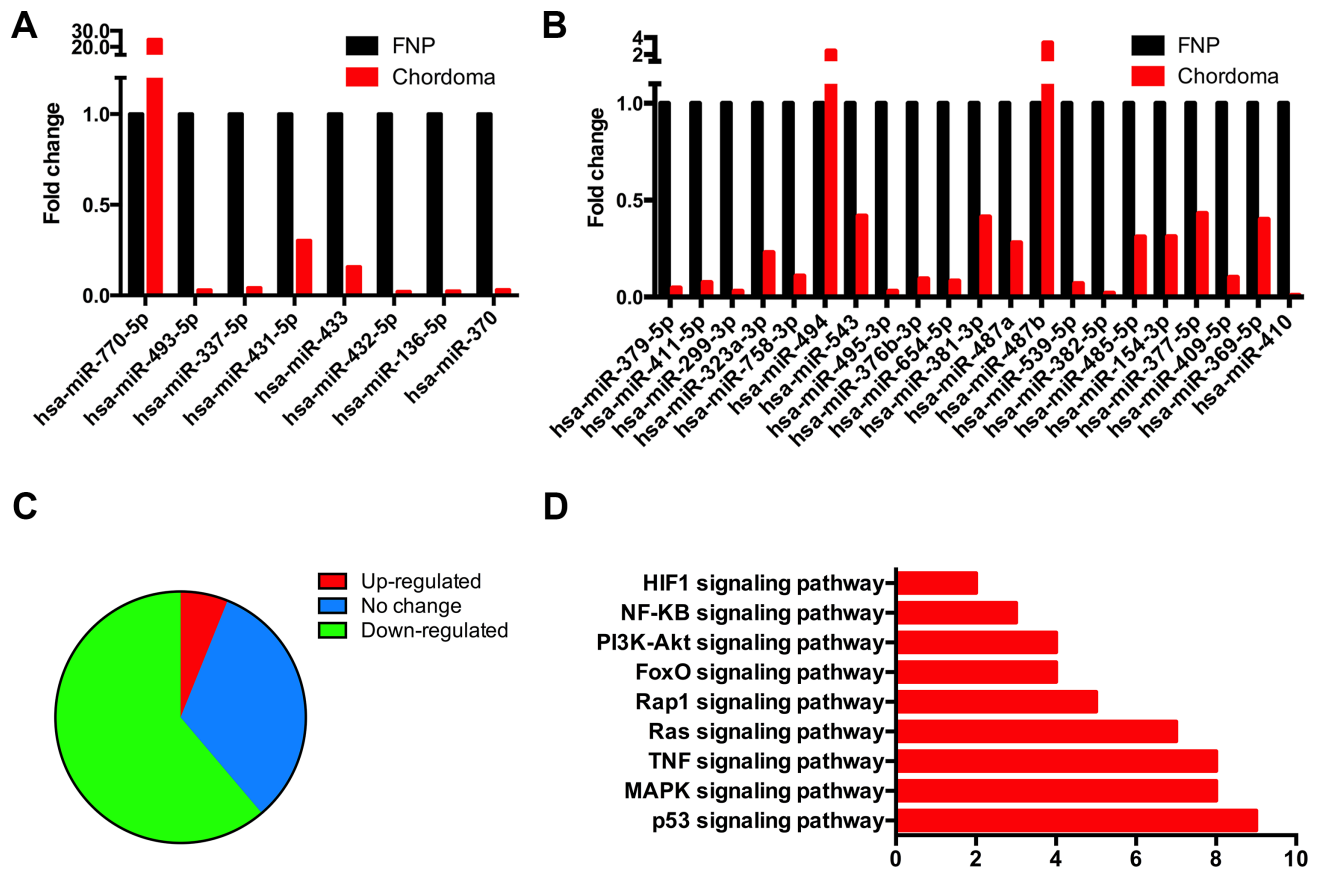 A
30.0
20.0
1.0
0.5
0.0
Fold change
FNP
Chordoma
hsa-miR-770-5p
hsa-miR-493-5p
hsa-miR-337-5p
hsa-miR-431-5p
hsa-miR-433
hsa-miR-432-5p
hsa-miR-136-5p
hsa-miR-370
B
4
2
1.0
0.5
0.0
Fold change
FNP
Chordoma
hsa-miR-379-5p
hsa-miR-411-5p
hsa-miR-299-3p
hsa-miR-323a-3p
hsa-miR-758-3p
hsa-miR-494
hsa-miR-543
hsa-miR-495-3p
hsa-miR-376b-3p
hsa-miR-654-5p
hsa-miR-381-3p
hsa-miR-487a
hsa-miR-487b
hsa-miR-539-5p
hsa-miR-382-5p
hsa-miR-485-5p
hsa-miR-154-3p
hsa-miR-377-5p
hsa-miR-409-5p
hsa-miR-369-5p
hsa-miR-410
C
Up-regulated
No change
Down-regulated
D
HIF1 signaling pathway
NF-KB signaling pathway
PI3K-Akt signaling pathway
FoxO signaling pathway
Rap1 signaling pathway
Ras signaling pathway
TNF signaling pathway
MAPK signaling pathway
p53 signaling pathway
0 2 4 6 8 10